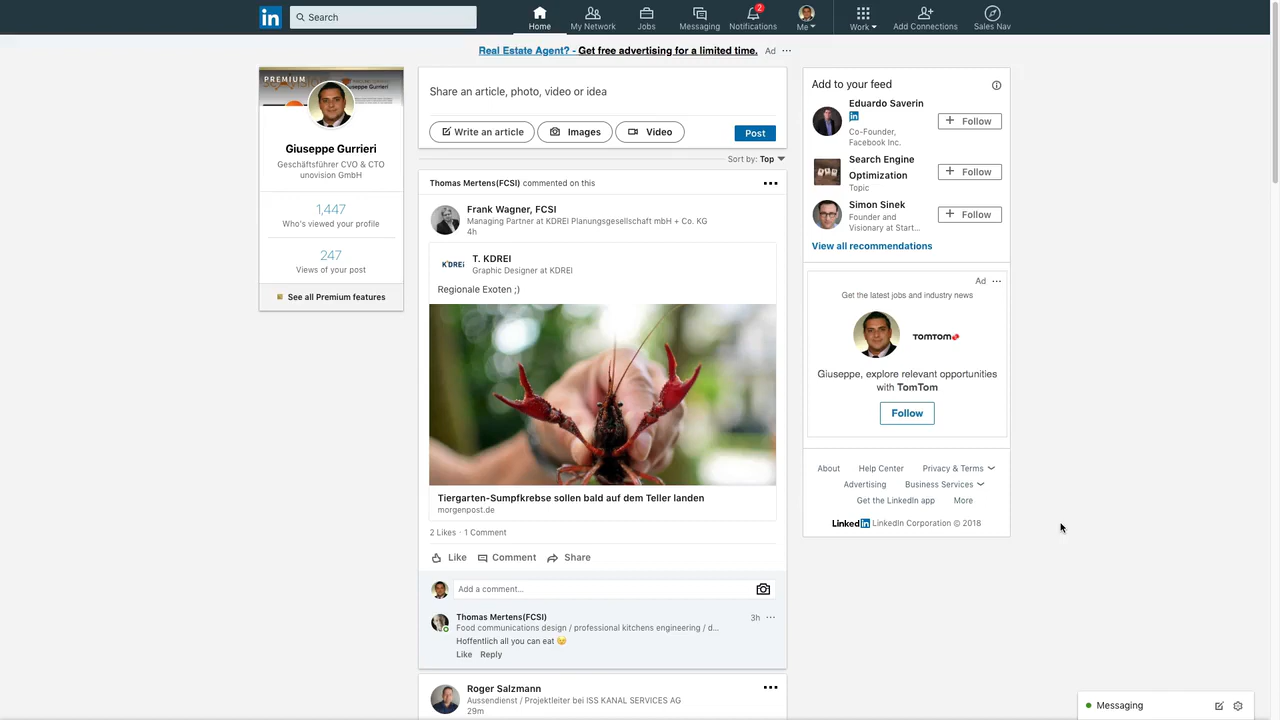 in Search
Home
My Network
Jobs
Messaging
2
Notifications
Me
Work
Add Connections
Sales Nav
Real Estate Agent? - Get free advertising for a limited time. Ad
PREMIUM
Giuseppe Gurrieri
Geschäftsführer CVO & CTO
unovision GmbH
1,447
Who's viewed your profile
247
Views of your post
See all Premium features
Share an article, photo, video or idea
Write an article
Images
Video
Post
Sort by: Top
Thomas Mertens(FCSI) commented on this
Frank Wagner, FCSI
Managing Partner at KDREI Planungsgesellschaft mbH + Co. KG
4h
KDREi
T. KDREI
Graphic Designer at KDREI
Regionale Exoten ;)
Tiergarten-Sumpfkrebse sollen bald auf dem Teller landen
morgenpost.de
2 Likes · 1 Comment
Like
Comment
Share
Add a comment...
Thomas Mertens(FCSI)
3h
Food communications design / professional kitchens engineering / d...
Hoffentlich all you can eat 😉
Like Reply
Roger Salzmann
Aussendienst / Projektleiter bei ISS KANAL SERVICES AG
29m
Add to your feed
Eduardo Saverin
in
Co-Founder,
Facebook Inc.
+ Follow
Search Engine
Optimization
Topic
+ Follow
Simon Sinek
Founder and
Visionary at Start...
+ Follow
View all recommendations
Ad
Get the latest jobs and industry news
TOMTOM
Giuseppe, explore relevant opportunities
with TomTom
Follow
About Help Center Privacy & Terms
Advertising Business Services
Get the LinkedIn app More
LinkedIn LinkedIn Corporation © 2018
Messaging